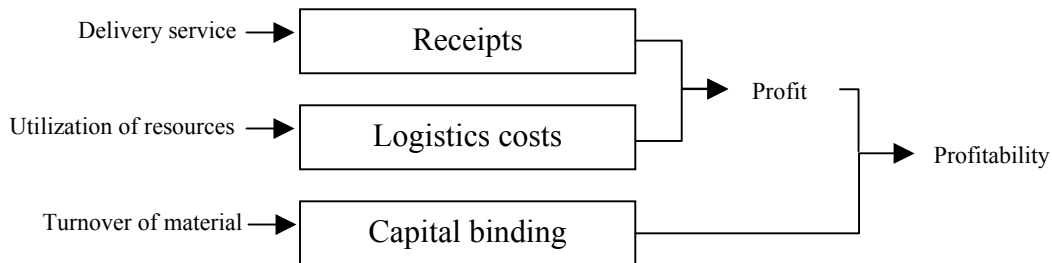 Delivery service
Receipts
Profit
Utilization of resources
Logistics costs
Profitability
Turnover of material
Capital binding